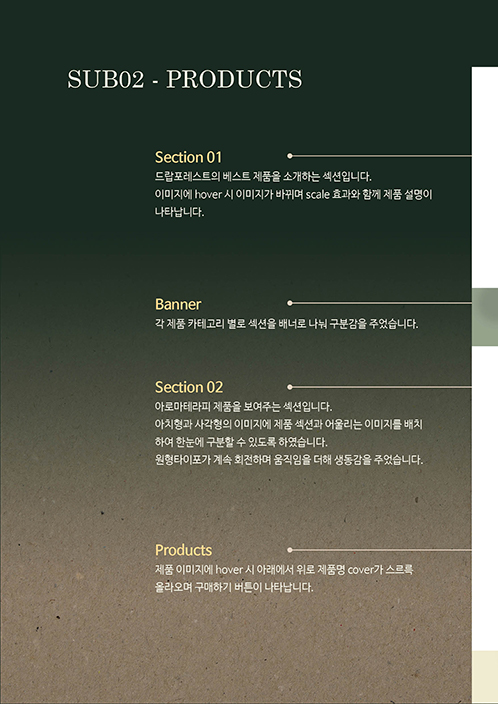 SUB02 - PRODUCTS
Section 01
드랍포레스트의 베스트 제품을 소개하는 섹션입니다.
이미지에 hover 시 이미지가 바뀌며 scale 효과와 함께 제품 설명이
나타납니다.
Banner
각 제품 카테고리 별로 섹션을 배너로 나눠 구분감을 주었습니다.
Section 02
아로마테라피 제품을 보여주는 섹션입니다.
아치형과 사각형의 이미지에 제품 섹션과 어울리는 이미지를 배치
하여 한눈에 구분할 수 있도록 하였습니다.
원형타이포가 계속 회전하며 움직임을 더해 생동감을 주었습니다.
Products
제품 이미지에 hover 시 아래에서 위로 제품명 cover가 스르륵
올라오며 구매하기 버튼이 나타납니다.